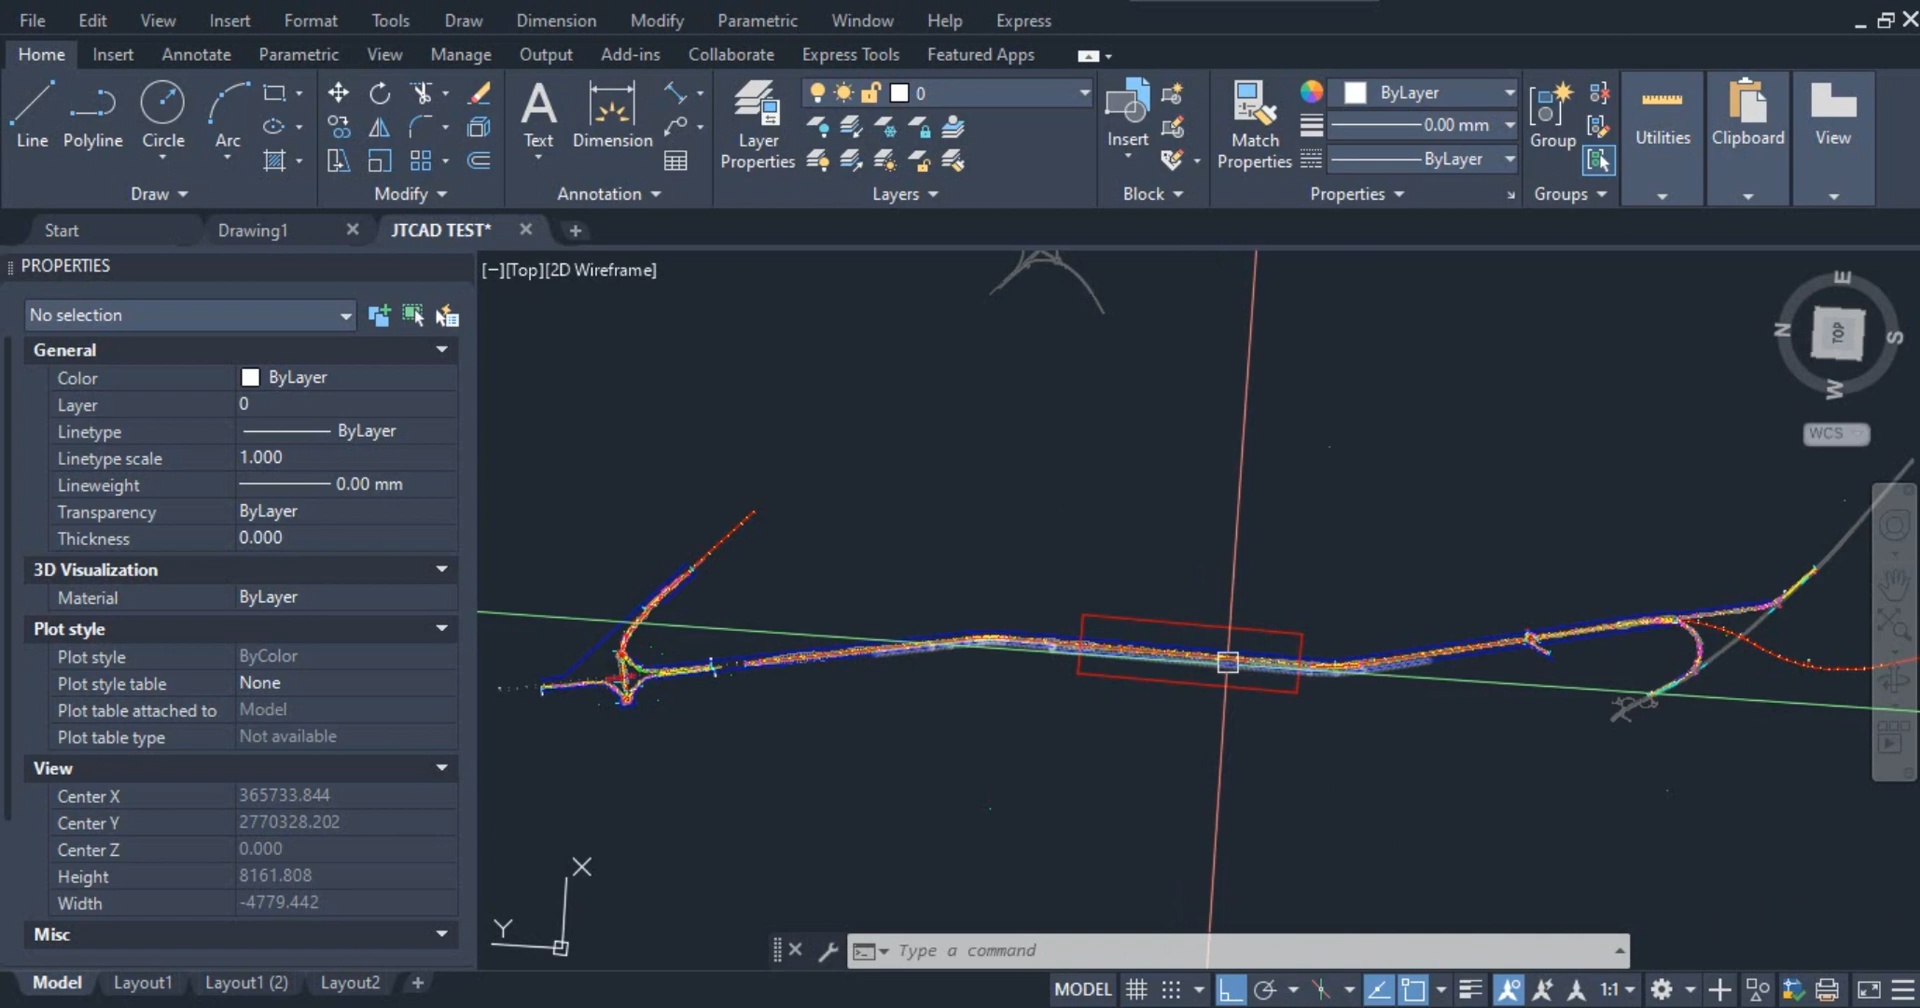 File Edit View Insert Format Tools Draw Dimension Modify Parametric Window Help Express
Home Insert Annotate Parametric View Manage Output Add-ins Collaborate Express Tools Featured Apps
Line Polyline Circle Arc
Text Dimension
Layer Properties
0
Insert
Match Properties
ByLayer
0.00 mm
ByLayer
Group
Utilities
Clipboard
View
Draw Modify Annotation Layers Block Properties Groups
Start Drawing1 JTCAD TEST*
PROPERTIES
No selection
General
Color ByLayer
Layer 0
Linetype ByLayer
Linetype scale 1.000
Lineweight 0.00 mm
Transparency ByLayer
Thickness 0.000
3D Visualization
Material ByLayer
Plot style
Plot style ByColor
Plot style table None
Plot table attached to Model
Plot table type Not available
View
Center X 365733.844
Center Y 2770328.202
Center Z 0.000
Height 8161.808
Width -4779.442
Misc
[−][Top][2D Wireframe]
E
N TOP S
W
WCS
X
Y
Type a command
Model Layout1 Layout1 (2) Layout2 +
MODEL 1:1